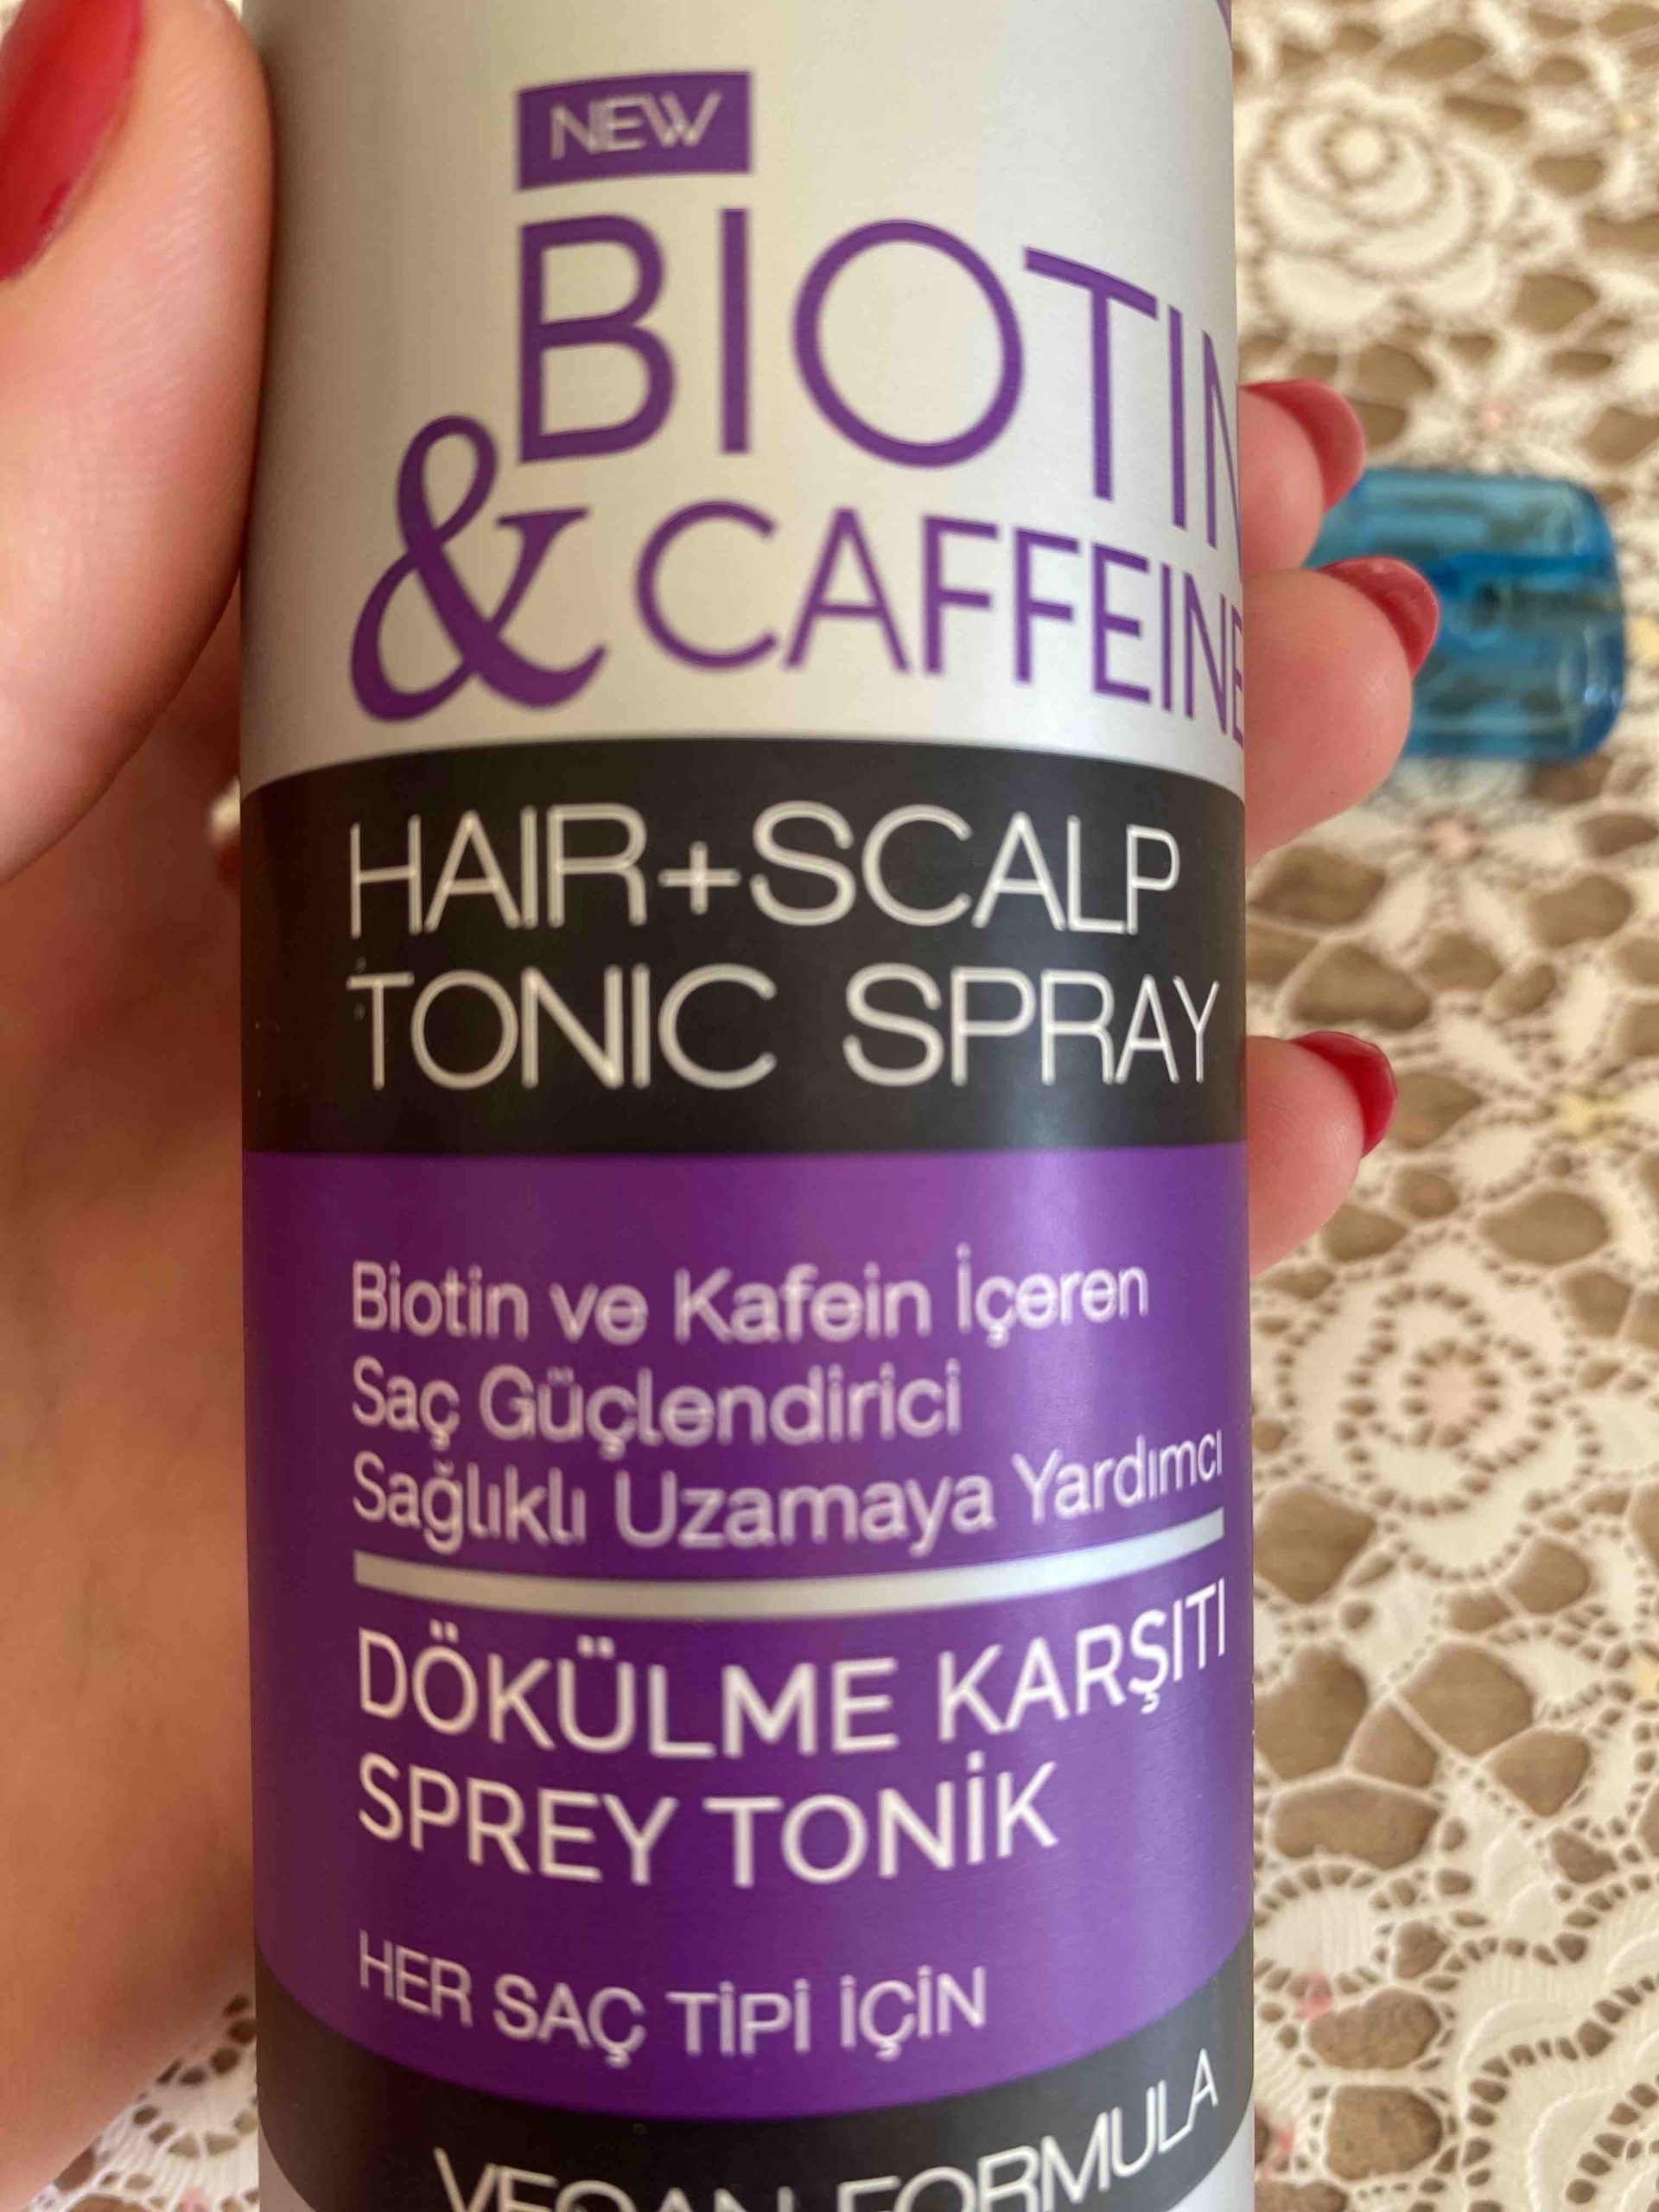 NEW
BIOTIN
& CAFFEINE
HAIR+SCALP
TONIC SPRAY
Biotin ve Kafein İçeren
Saç Güçlendirici
Sağlıklı Uzamaya Yardımcı
DÖKÜLME KARŞITI
SPREY TONİK
HER SAÇ TİPİ İÇİN
VEGAN FORMULA